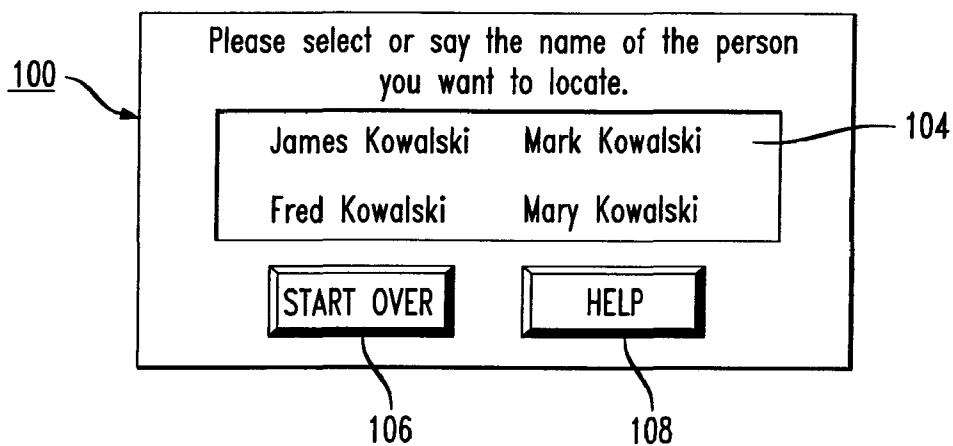 Please select or say the name of the person
you want to locate.
100
James Kowalski Mark Kowalski
104
Fred Kowalski Mary Kowalski
START OVER HELP
106 108